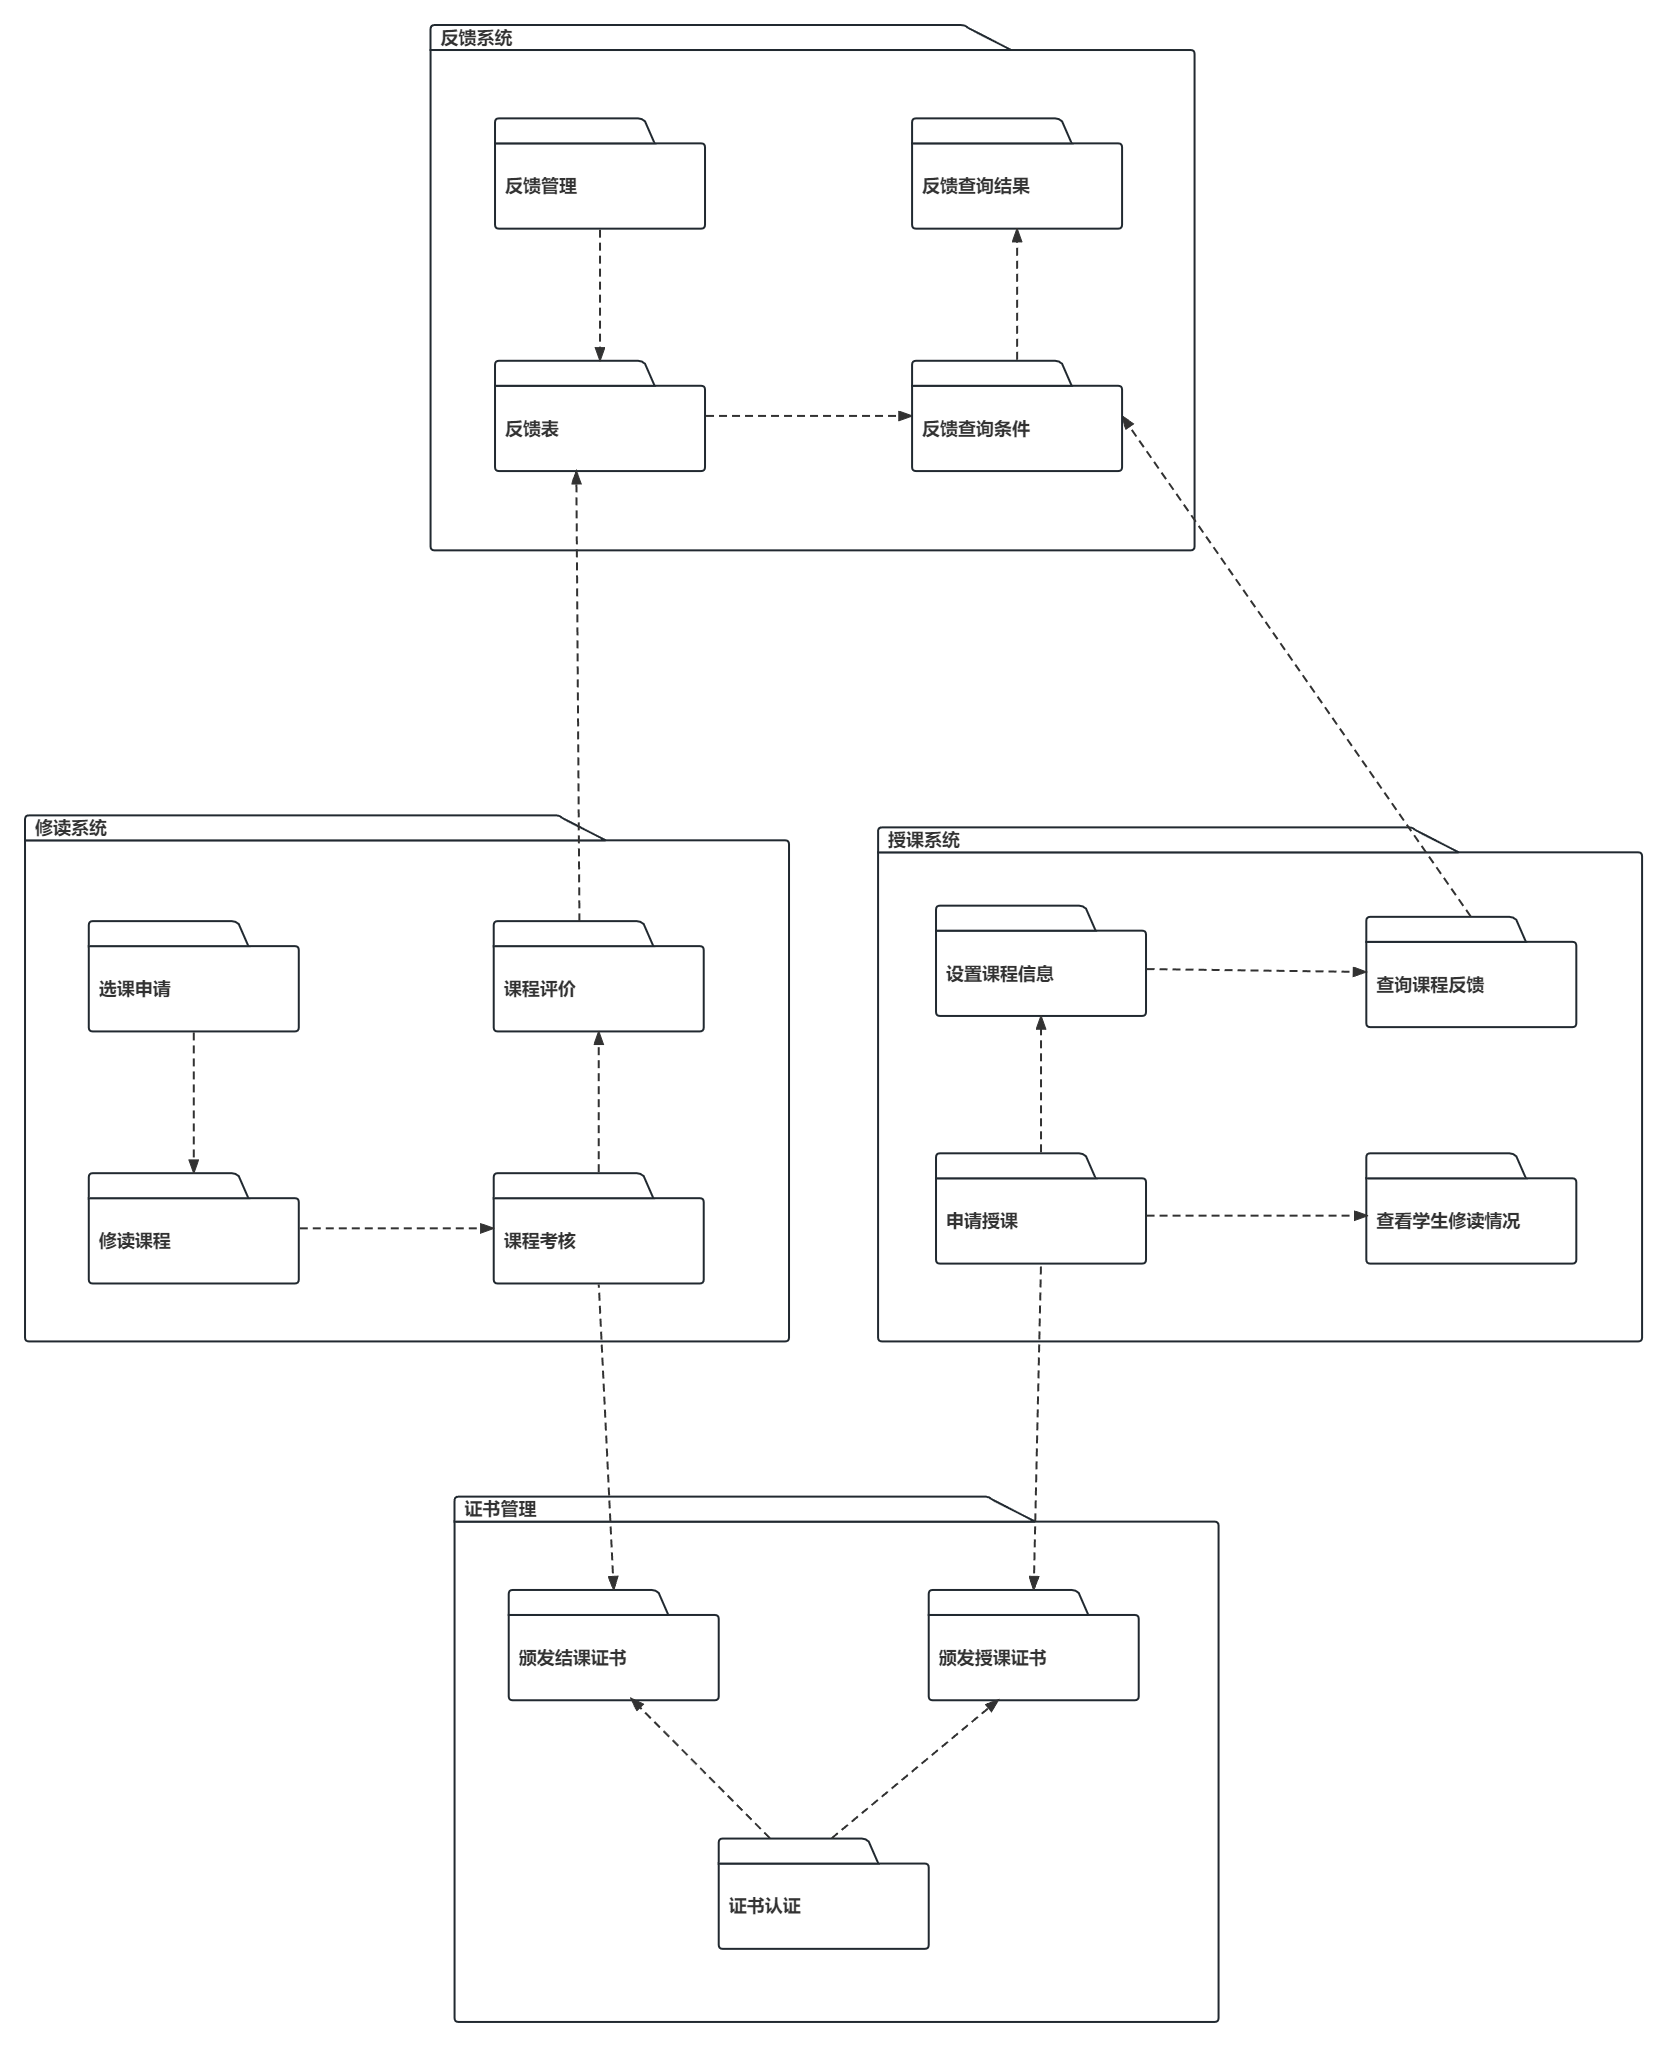 反馈系统
反馈管理
反馈查询结果
反馈表
反馈查询条件
修读系统
选课申请
课程评价
修读课程
课程考核
授课系统
设置课程信息
查询课程反馈
申请授课
查看学生修读情况
证书管理
颁发结课证书
颁发授课证书
证书认证